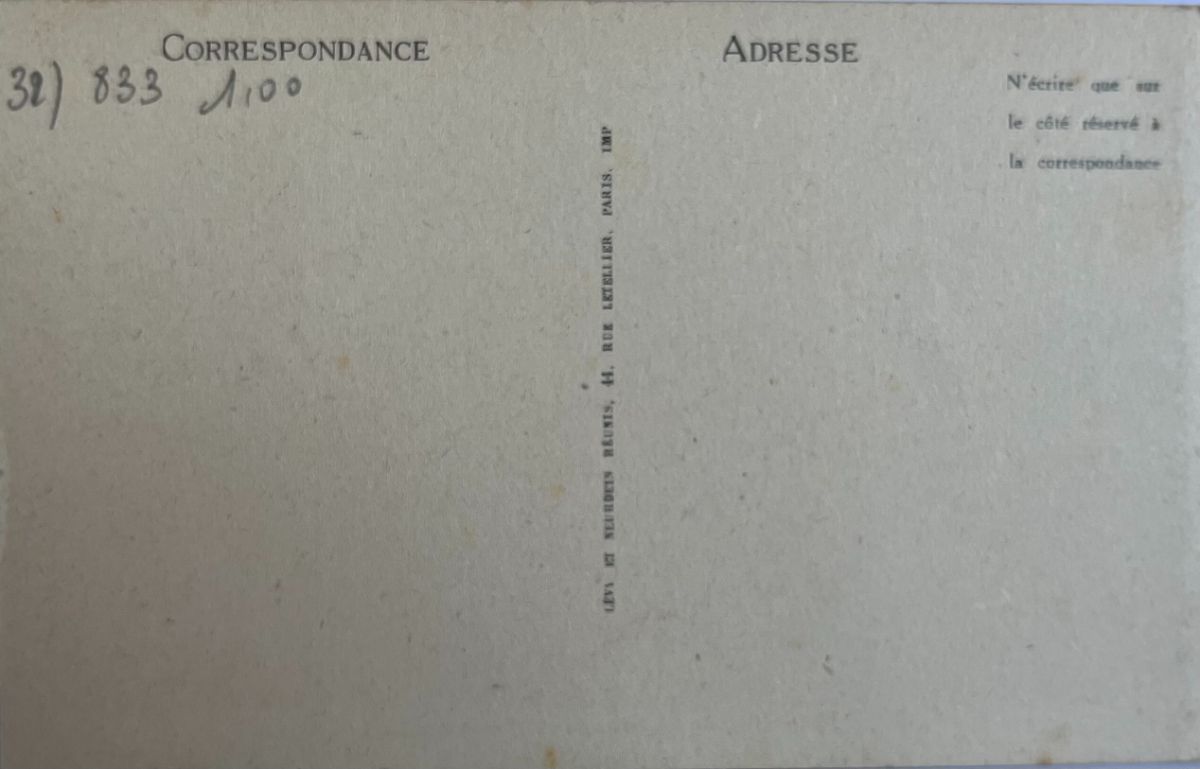 CORRESPONDANCE
32) 833 1,00
LÉVY ET NEURDEIN RÉUNIS, 44, RUE LETELLIER, PARIS. IMP
ADRESSE
N'écrire que sur
le côté réservé à
la correspondance